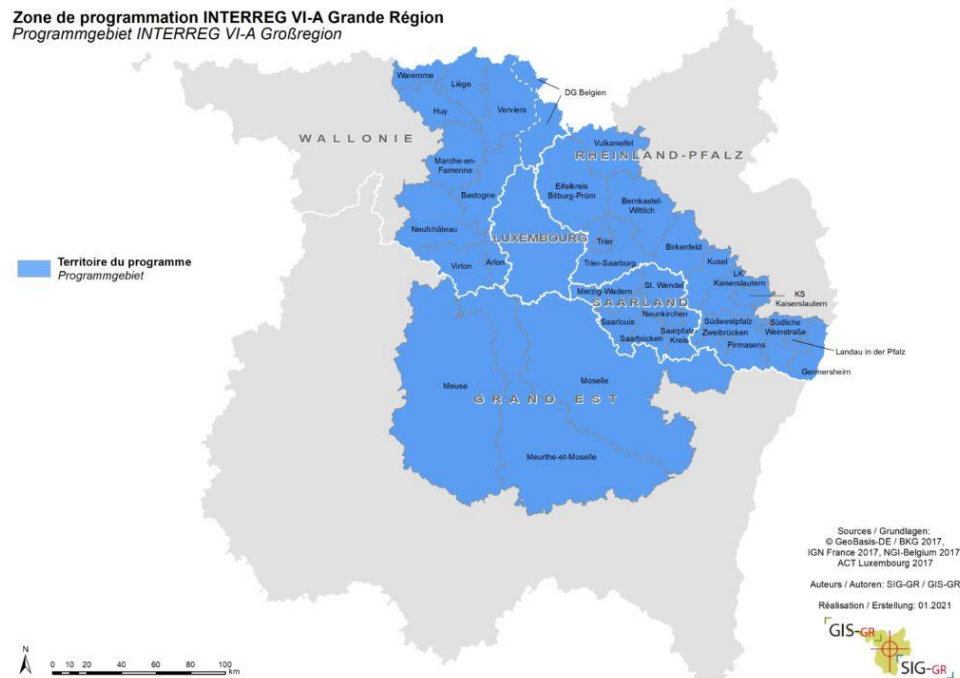 Zone de programmation INTERREG VI-A Grande Région
Programmgebiet INTERREG VI-A Großregion
Waremme
Liège
DG Belgien
Huy
Verviers
WALLONIE
Vulkaneifel
RHEINLAND-PFALZ
Marche-en-
Famenne
Eifelkreis
Bitburg-Prüm
Bastogne
Bernkastel-
Wittlich
Neufchâteau
LUXEMBOURG
Trier
Birkenfeld
Virton
Arlon
Trier-Saarburg
Kusel
LK
Kaiserslautern
KS
Kaiserslautern
Territoire du programme
Programmgebiet
Merzig-Wadern
St. Wendel
SAARLAND
Neunkirchen
Saarlouis
Saarbücken
Saarpfalz
Kreis
Südwestpfalz
Zweibrücken
Pirmasens
Südliche
Weinstraße
Landau in der Pfalz
Germersheim
Meuse
Moselle
GRAND EST
Meurthe-et-Moselle
Sources / Grundlagen:
© GeoBasis-DE / BKG 2017,
IGN France 2017, NGI-Belgium 2017
ACT Luxembourg 2017
Auteurs / Autoren: SIG-GR / GIS-GR
Réalisation / Erstellung: 01.2021
GIS-GR
SIG-GR
N
0 10 20 40 60 80 100
km